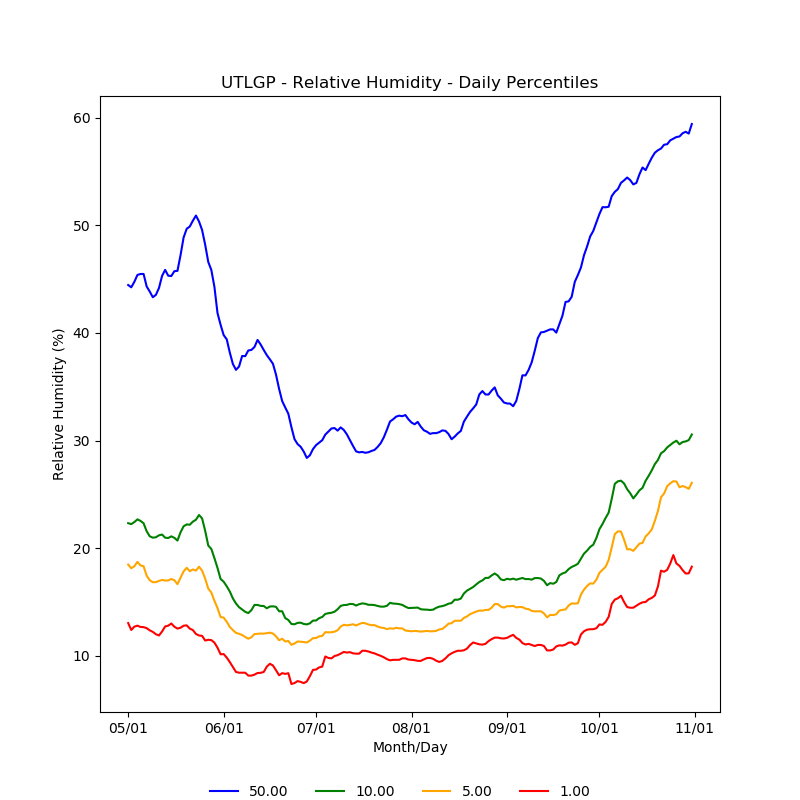 UTLGP - Relative Humidity - Daily Percentiles
60
50
40
30
20
10
Relative Humidity (%)
05/01 06/01 07/01 08/01 09/01 10/01 11/01
Month/Day
50.00 10.00 5.00 1.00